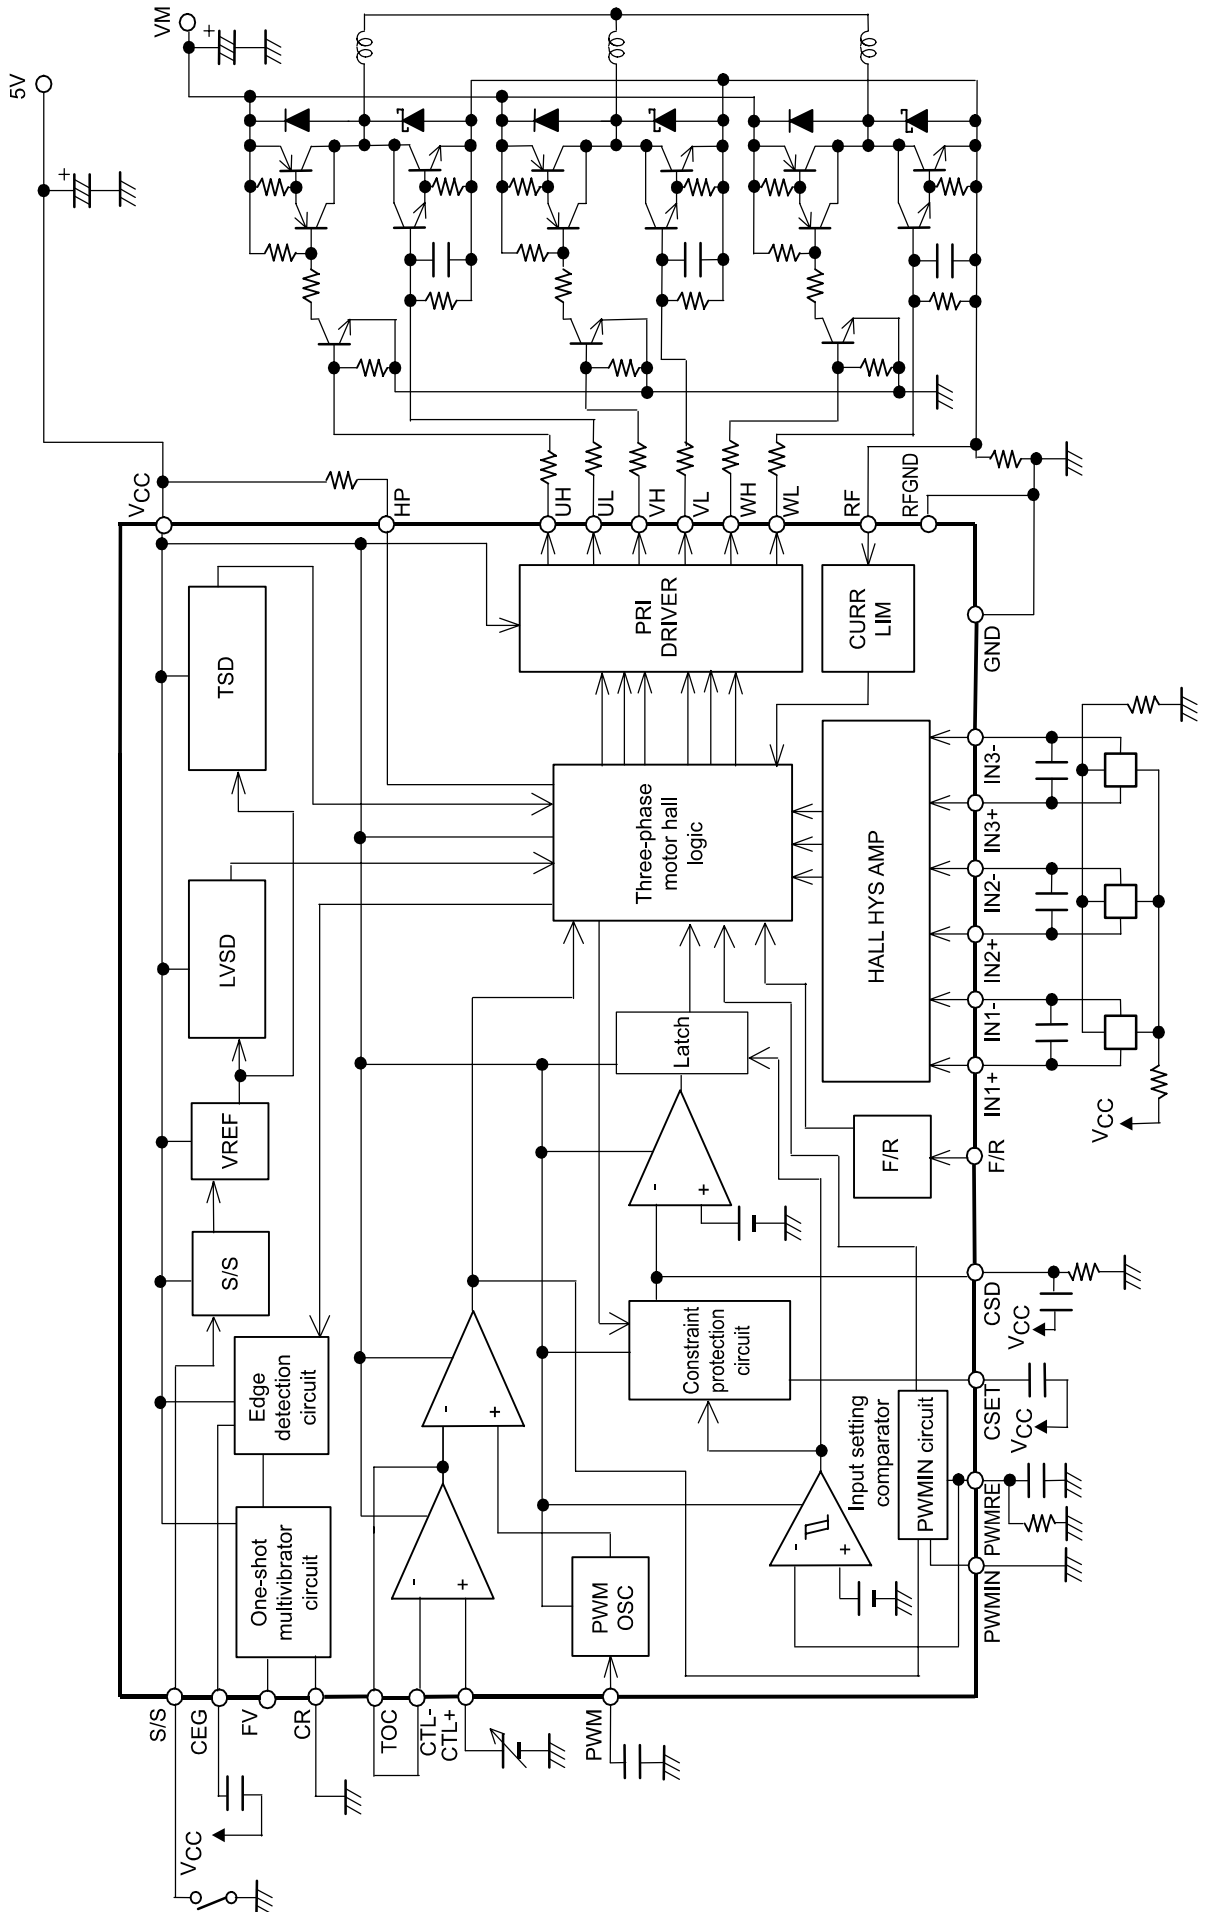 VM
5V
VCC
HP
UH
UL
VH
VL
WH
WL
RF
RFGND
TSD
PRI
DRIVER
CURR
LIM
GND
LVSD
Three-phase
motor hall
logic
HALL HYS AMP
IN3-
IN3+
IN2-
IN2+
IN1-
IN1+
VCC
VREF
Latch
F/R
F/R
S/S
- +
CSD
VCC
Edge
detection
circuit
- +
Constraint
protection
circuit
CSET
VCC
One-shot
multivibrator
circuit
- +
PWM
OSC
Input setting
comparator
- +
PWMIN circuit
PWMRE
PWMIN
S/S
CEG
FV
CR
TOC
CTL-
CTL+
PWM
VCC
+
+